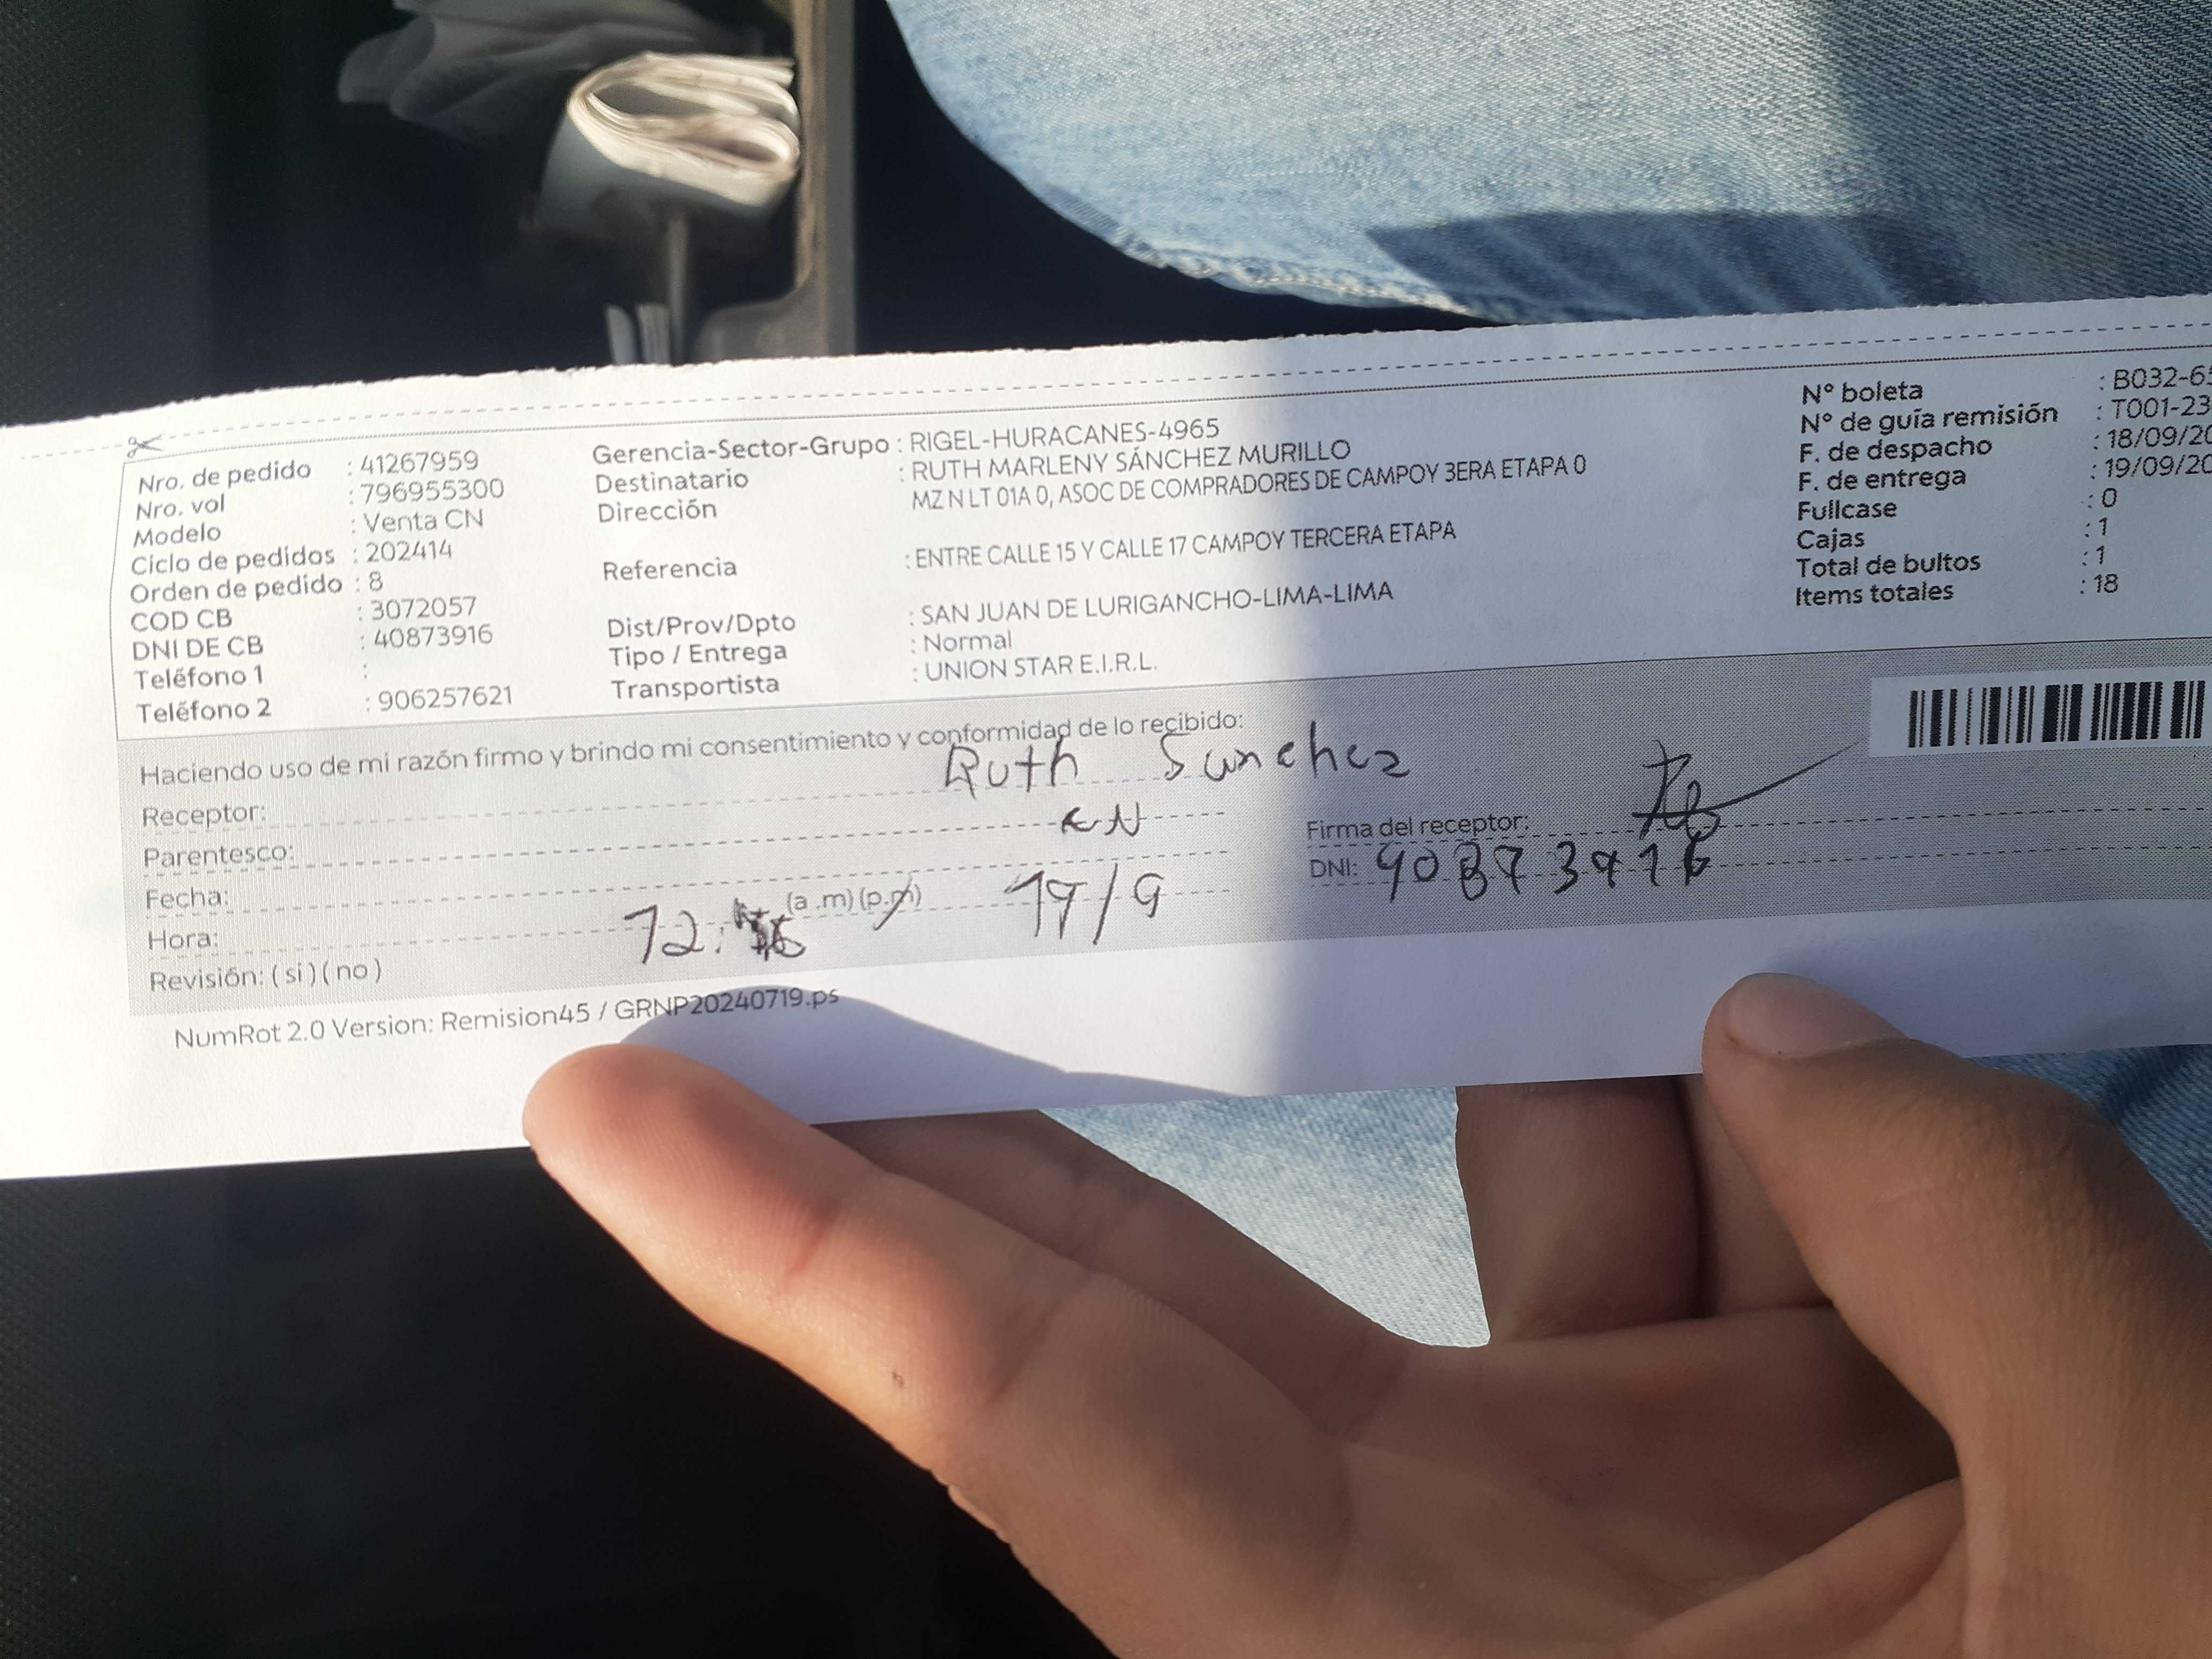 Nro. de pedido : 41267959
Nro. vol : 796955300
Modelo : Venta CN
Ciclo de pedidos : 202414
Orden de pedido : 8
COD CB : 3072057
DNI DE CB : 40873916
Teléfono 1 :
Teléfono 2 : 906257621
Gerencia-Sector-Grupo : RIGEL-HURACANES-4965
Destinatario : RUTH MARLENY SÁNCHEZ MURILLO
Dirección MZ N LT 01A 0, ASOC DE COMPRADORES DE CAMPOY 3ERA ETAPA 0
Referencia : ENTRE CALLE 15 Y CALLE 17 CAMPOY TERCERA ETAPA
Dist/Prov/Dpto : SAN JUAN DE LURIGANCHO-LIMA-LIMA
Tipo / Entrega : Normal
Transportista : UNION STAR E.I.R.L.
N° boleta : B032-6
N° de guía remisión : T001-23
F. de despacho : 18/09/20
F. de entrega : 19/09/20
Fullcase : 0
Cajas : 1
Total de bultos : 1
Items totales : 18
Haciendo uso de mi razón firmo y brindo mi consentimiento y conformidad de lo recibido:
Receptor: Ruth Sanchez
Parentesco: CN
Fecha: 19/9
Hora: 12: (a .m) (p.m)
Revisión: ( si ) ( no )
Firma del receptor:
DNI: 40873916
NumRot 2.0 Version: Remision45 / GRNP20240719.ps